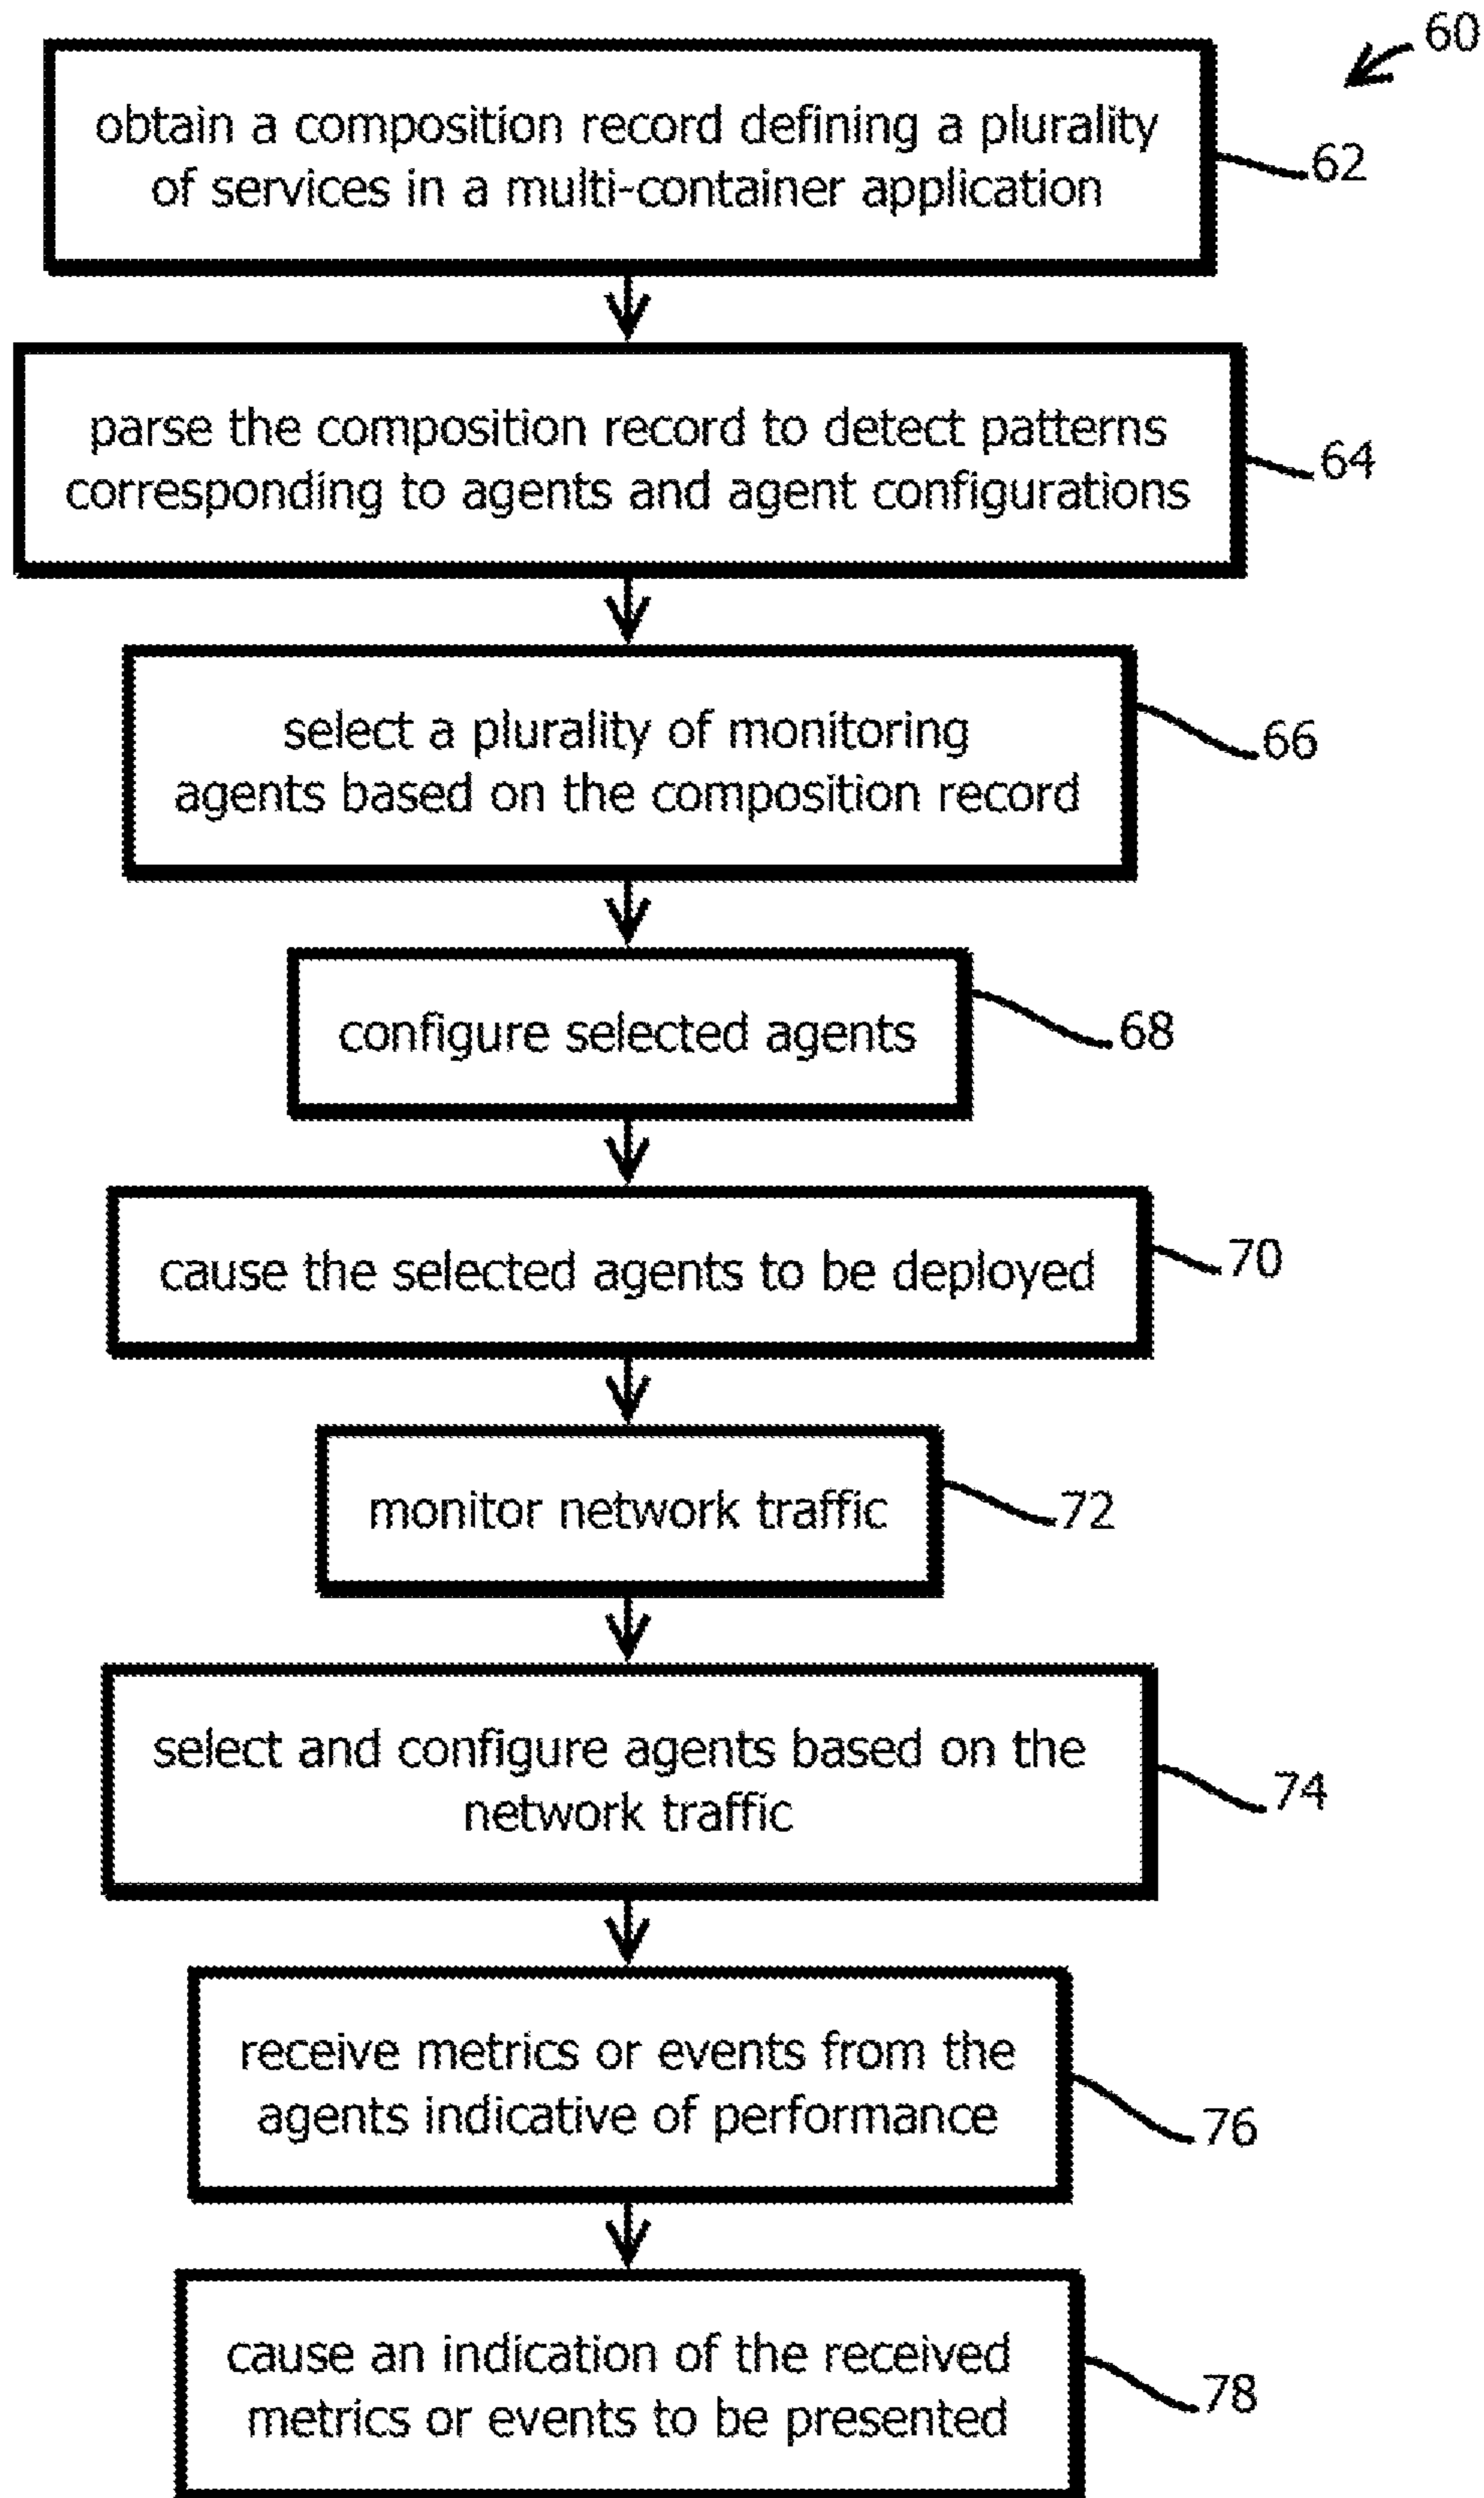 60
obtain a composition record defining a plurality
of services in a multi-container application
62
parse the composition record to detect patterns
corresponding to agents and agent configurations
64
select a plurality of monitoring
agents based on the composition record
66
configure selected agents
68
cause the selected agents to be deployed
70
monitor network traffic
72
select and configure agents based on the
network traffic
74
receive metrics or events from the
agents indicative of performance
76
cause an indication of the received
metrics or events to be presented
78